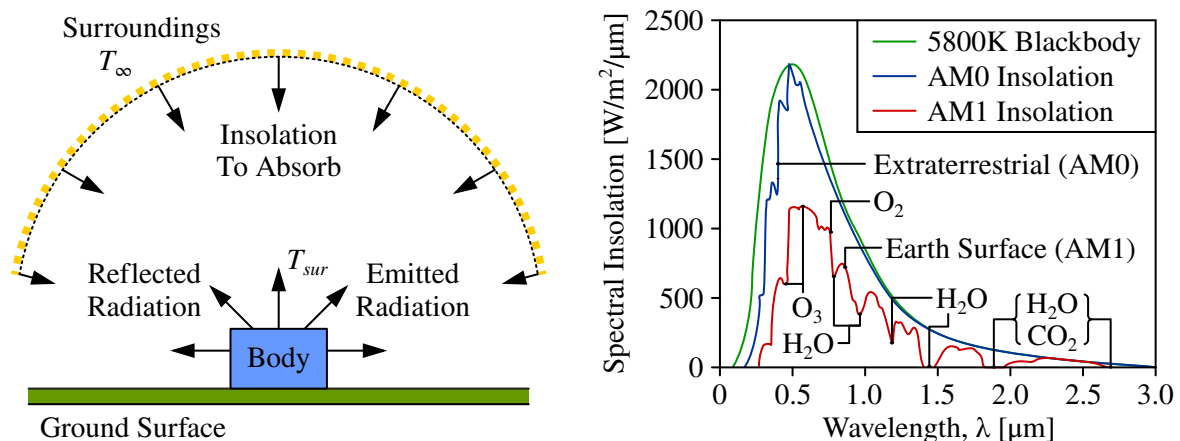 Surroundings
T∞
Insolation
To Absorb
Reflected
Radiation
T_sur
Emitted
Radiation
Body
Ground Surface
Spectral Insolation [W/m²/μm]
2500
2000
1500
1000
500
0
5800K Blackbody
AM0 Insolation
AM1 Insolation
Extraterrestrial (AM0)
O₂
Earth Surface (AM1)
O₃
H₂O
H₂O
H₂O
H₂O
CO₂
0
0.5
1.0
1.5
2.0
2.5
3.0
Wavelength, λ [μm]